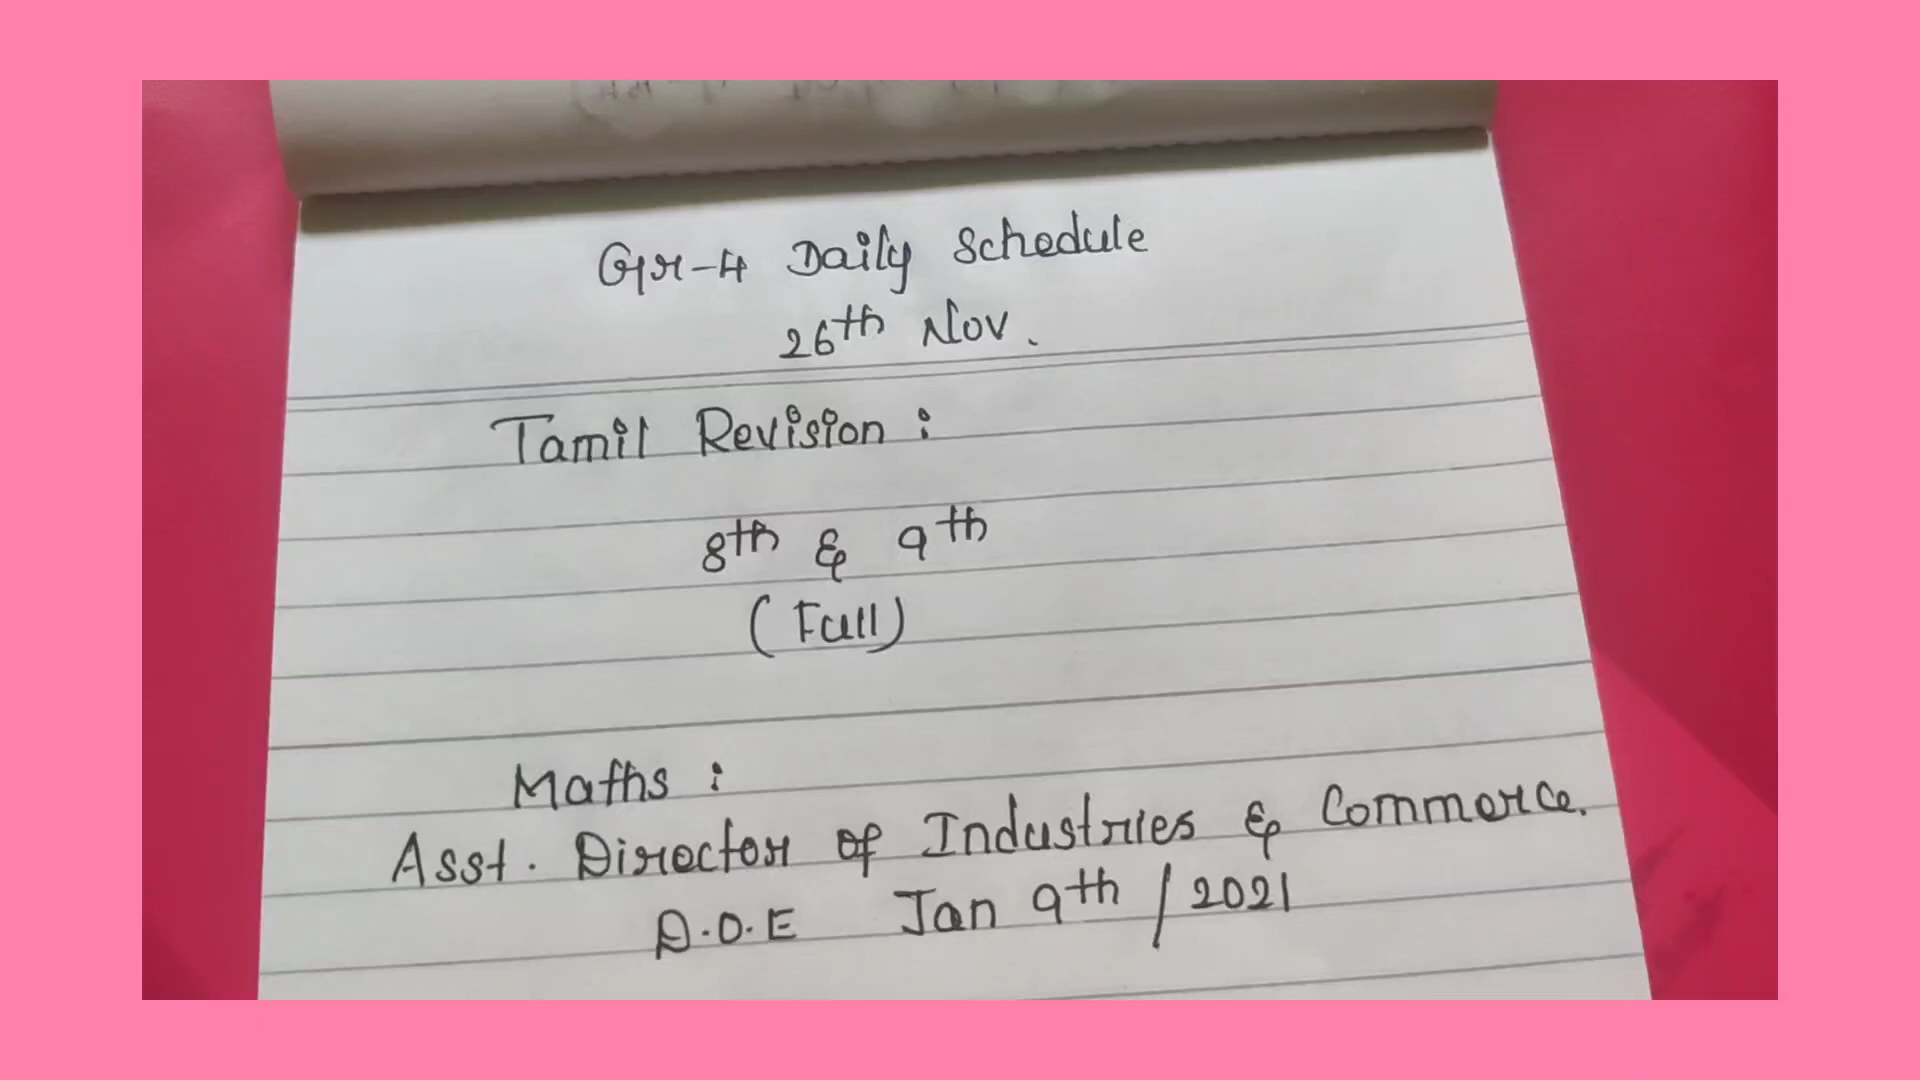 Gr-4 Daily Schedule
26th Nov.
Tamil Revision :
8th & 9th
(Full)
Maths :
Asst. Director of Industries & Commerce.
D.O.E Jan 9th / 2021